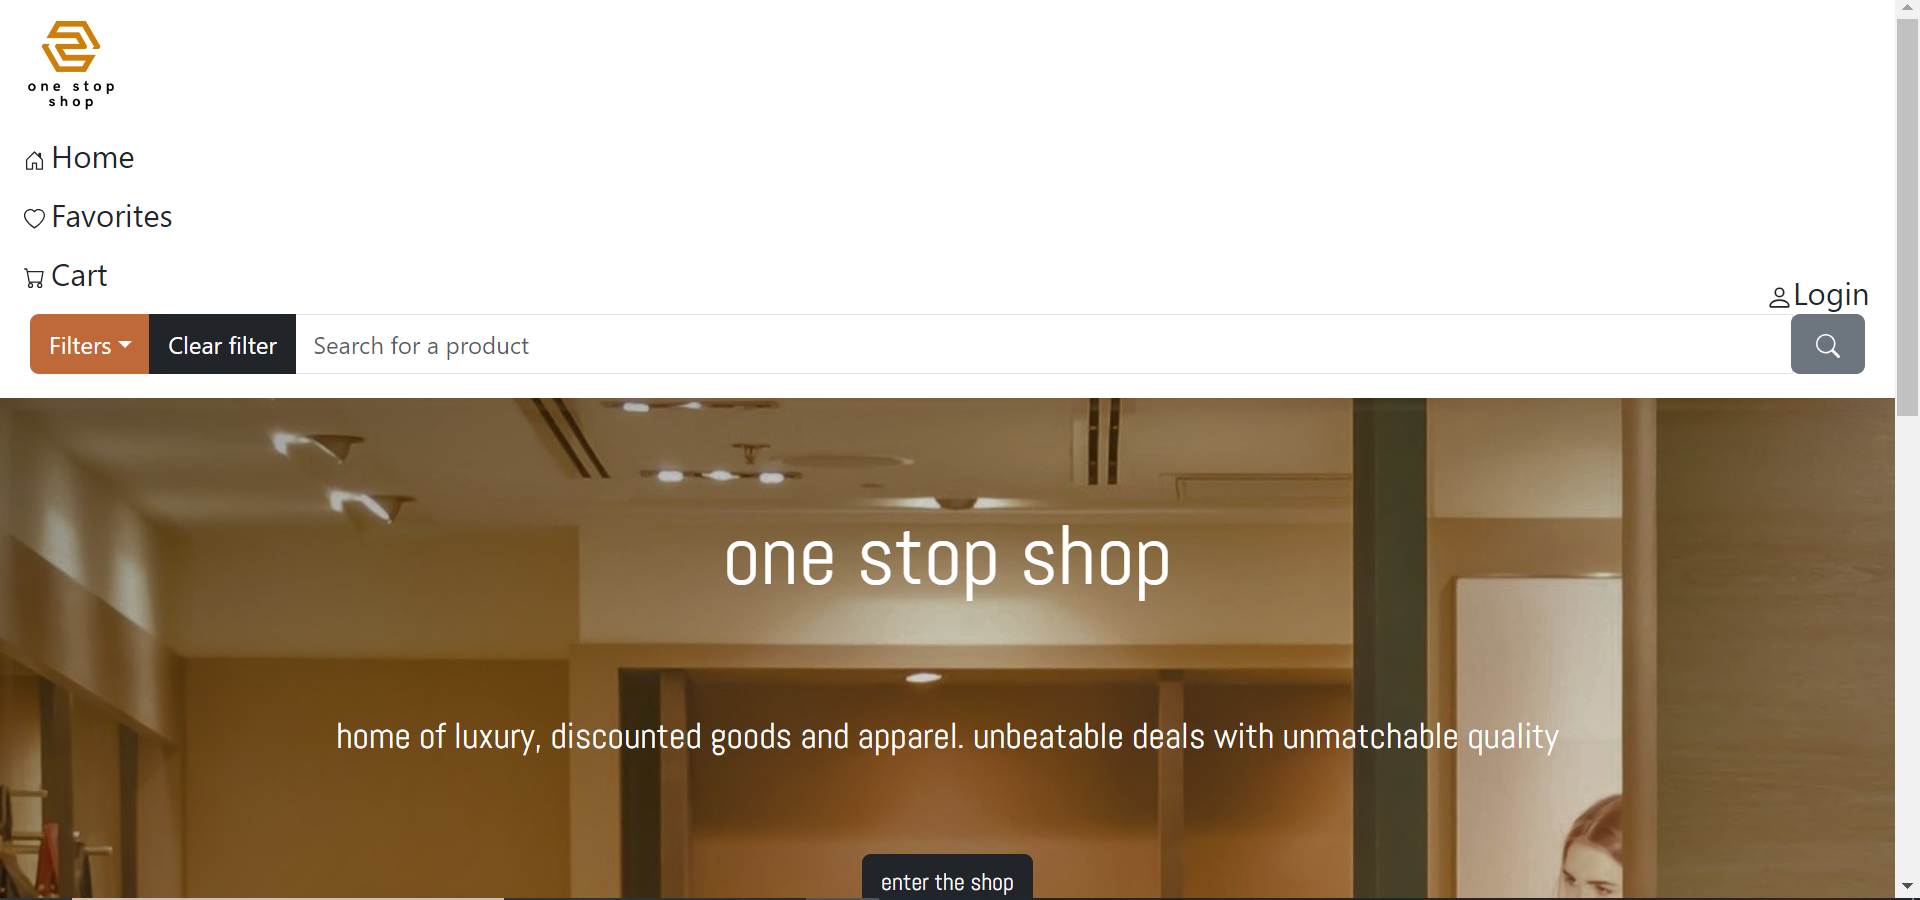 one stop
shop
Home
Favorites
Cart
Login
Filters
Clear filter
Search for a product
one stop shop
home of luxury, discounted goods and apparel. unbeatable deals with unmatchable quality
enter the shop